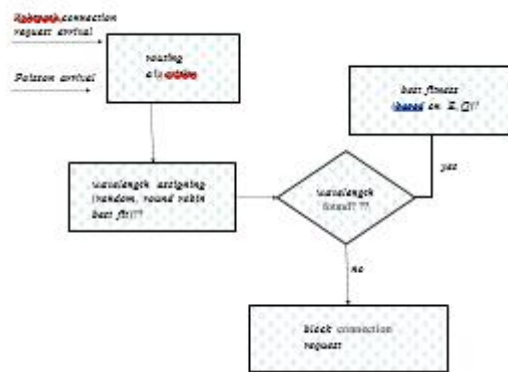 connection
request arrival
Poisson arrival
routing
best fitness
(based on E, Q)?
yes
wavelength assigning
(random, round robin
best fit)??
wavelength
found? ??
no
block connection
request